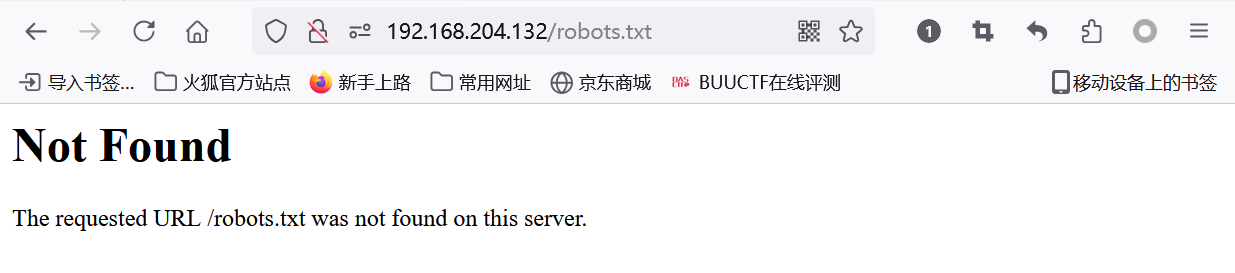 192.168.204.132/robots.txt
1
导入书签... 火狐官方站点 新手上路 常用网址 京东商城 BUUCTF在线评测 移动设备上的书签
Not Found
The requested URL /robots.txt was not found on this server.